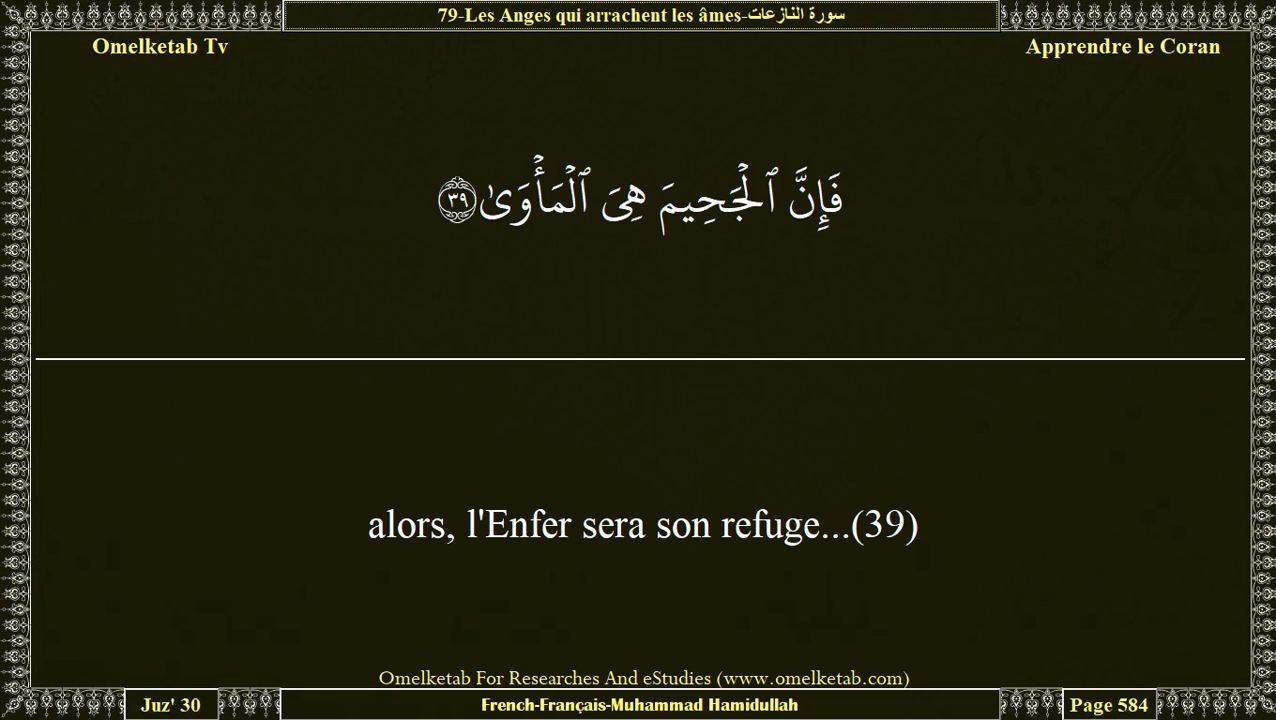 79-Les Anges qui arrachent les âmes-سورة النازعات
Omelketab Tv
Apprendre le Coran
فَإِنَّ ٱلْجَحِيمَ هِىَ ٱلْمَأْوَىٰ ٣٩
alors, l'Enfer sera son refuge...(39)
Omelketab For Researches And eStudies (www.omelketab.com)
Juz' 30
French-Français-Muhammad Hamidullah
Page 584